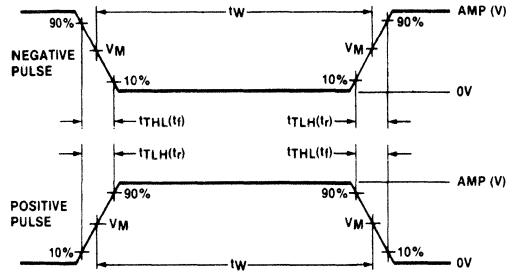 tW
AMP (V)
90% 90%
NEGATIVE
PULSE
VM VM
10% 10%
0V
tTHL(tf) tTLH(tr)
tTLH(tr) tTHL(tf)
AMP (V)
90% 90%
POSITIVE
PULSE
VM VM
10% 10%
tW
0V